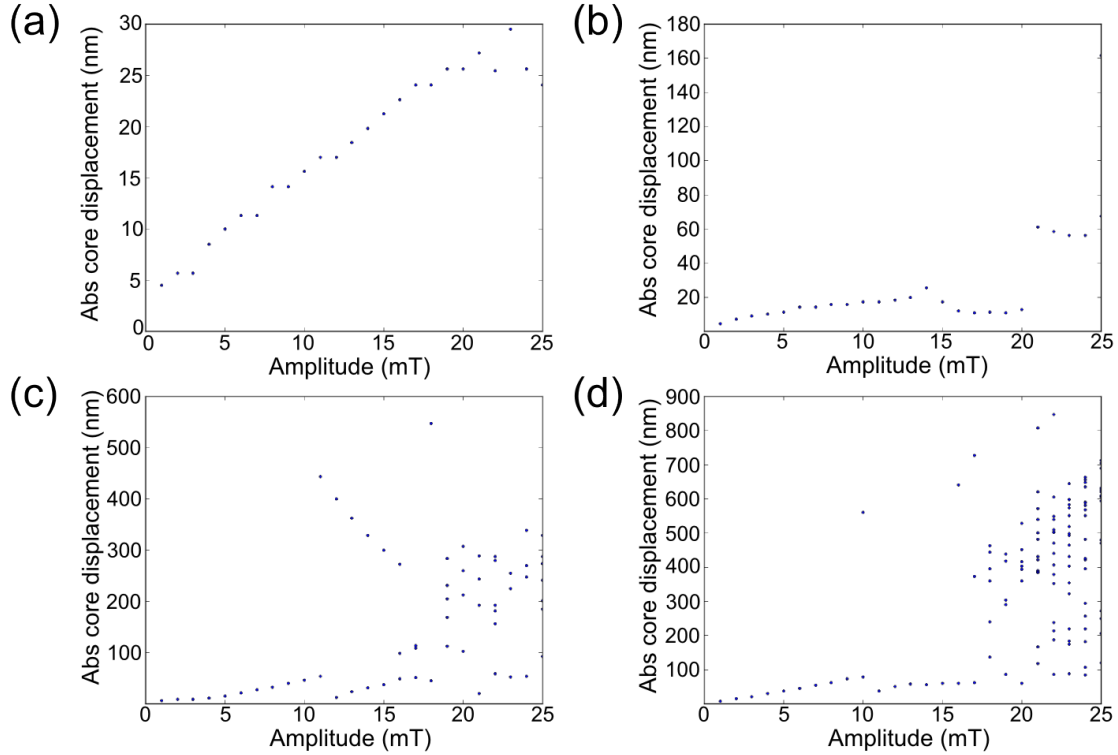 (a)
Abs core displacement (nm)
30
25
20
15
10
5
0
0 5 10 15 20 25
Amplitude (mT)
(b)
Abs core displacement (nm)
180
160
140
120
100
80
60
40
20
0 5 10 15 20 25
Amplitude (mT)
(c)
Abs core displacement (nm)
600
500
400
300
200
100
0 5 10 15 20 25
Amplitude (mT)
(d)
Abs core displacement (nm)
900
800
700
600
500
400
300
200
100
0 5 10 15 20 25
Amplitude (mT)